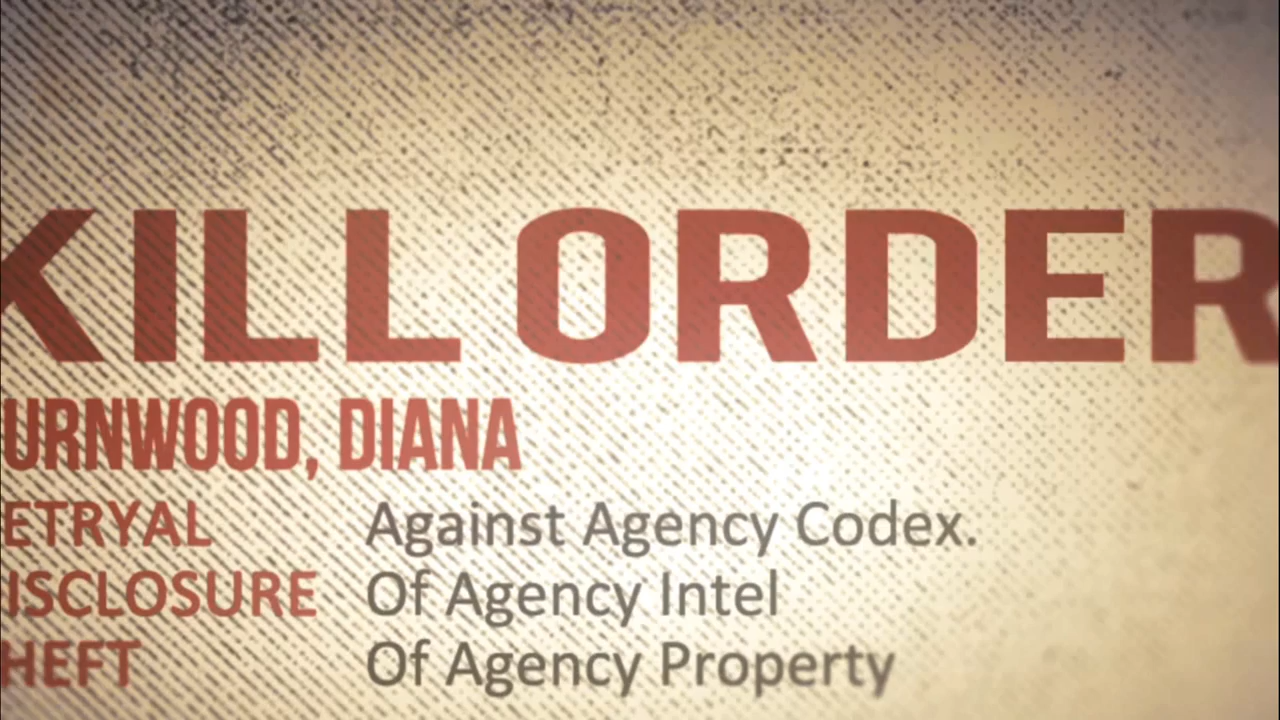 KILL ORDER
URNWOOD, DIANA
ETRYAL Against Agency Codex.
ISCLOSURE Of Agency Intel
HEFT Of Agency Property